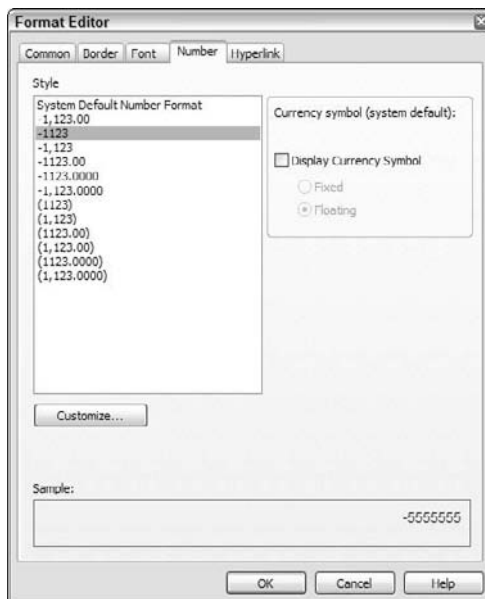 Format Editor
Common Border Font Number Hyperlink
Style
System Default Number Format
-1,123.00
-1123
-1,123
-1123.00
-1123.0000
-1,123.0000
(1123)
(1,123)
(1123.00)
(1,123.00)
(1123.0000)
(1,123.0000)
Currency symbol (system default):
Display Currency Symbol
Fixed
Floating
Customize...
Sample:
-5555555
OK Cancel Help